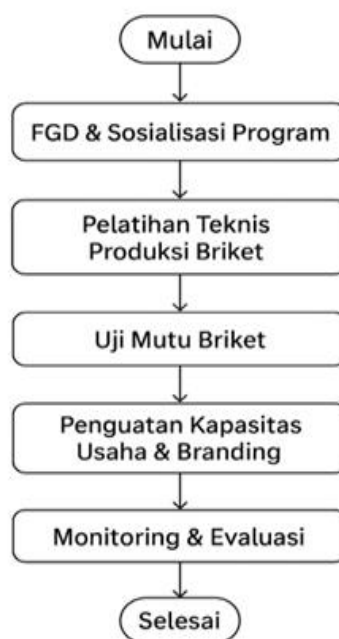 Mulai
FGD & Sosialisasi Program
Pelatihan Teknis
Produksi Briket
Uji Mutu Briket
Penguatan Kapasitas
Usaha & Branding
Monitoring & Evaluasi
Selesai